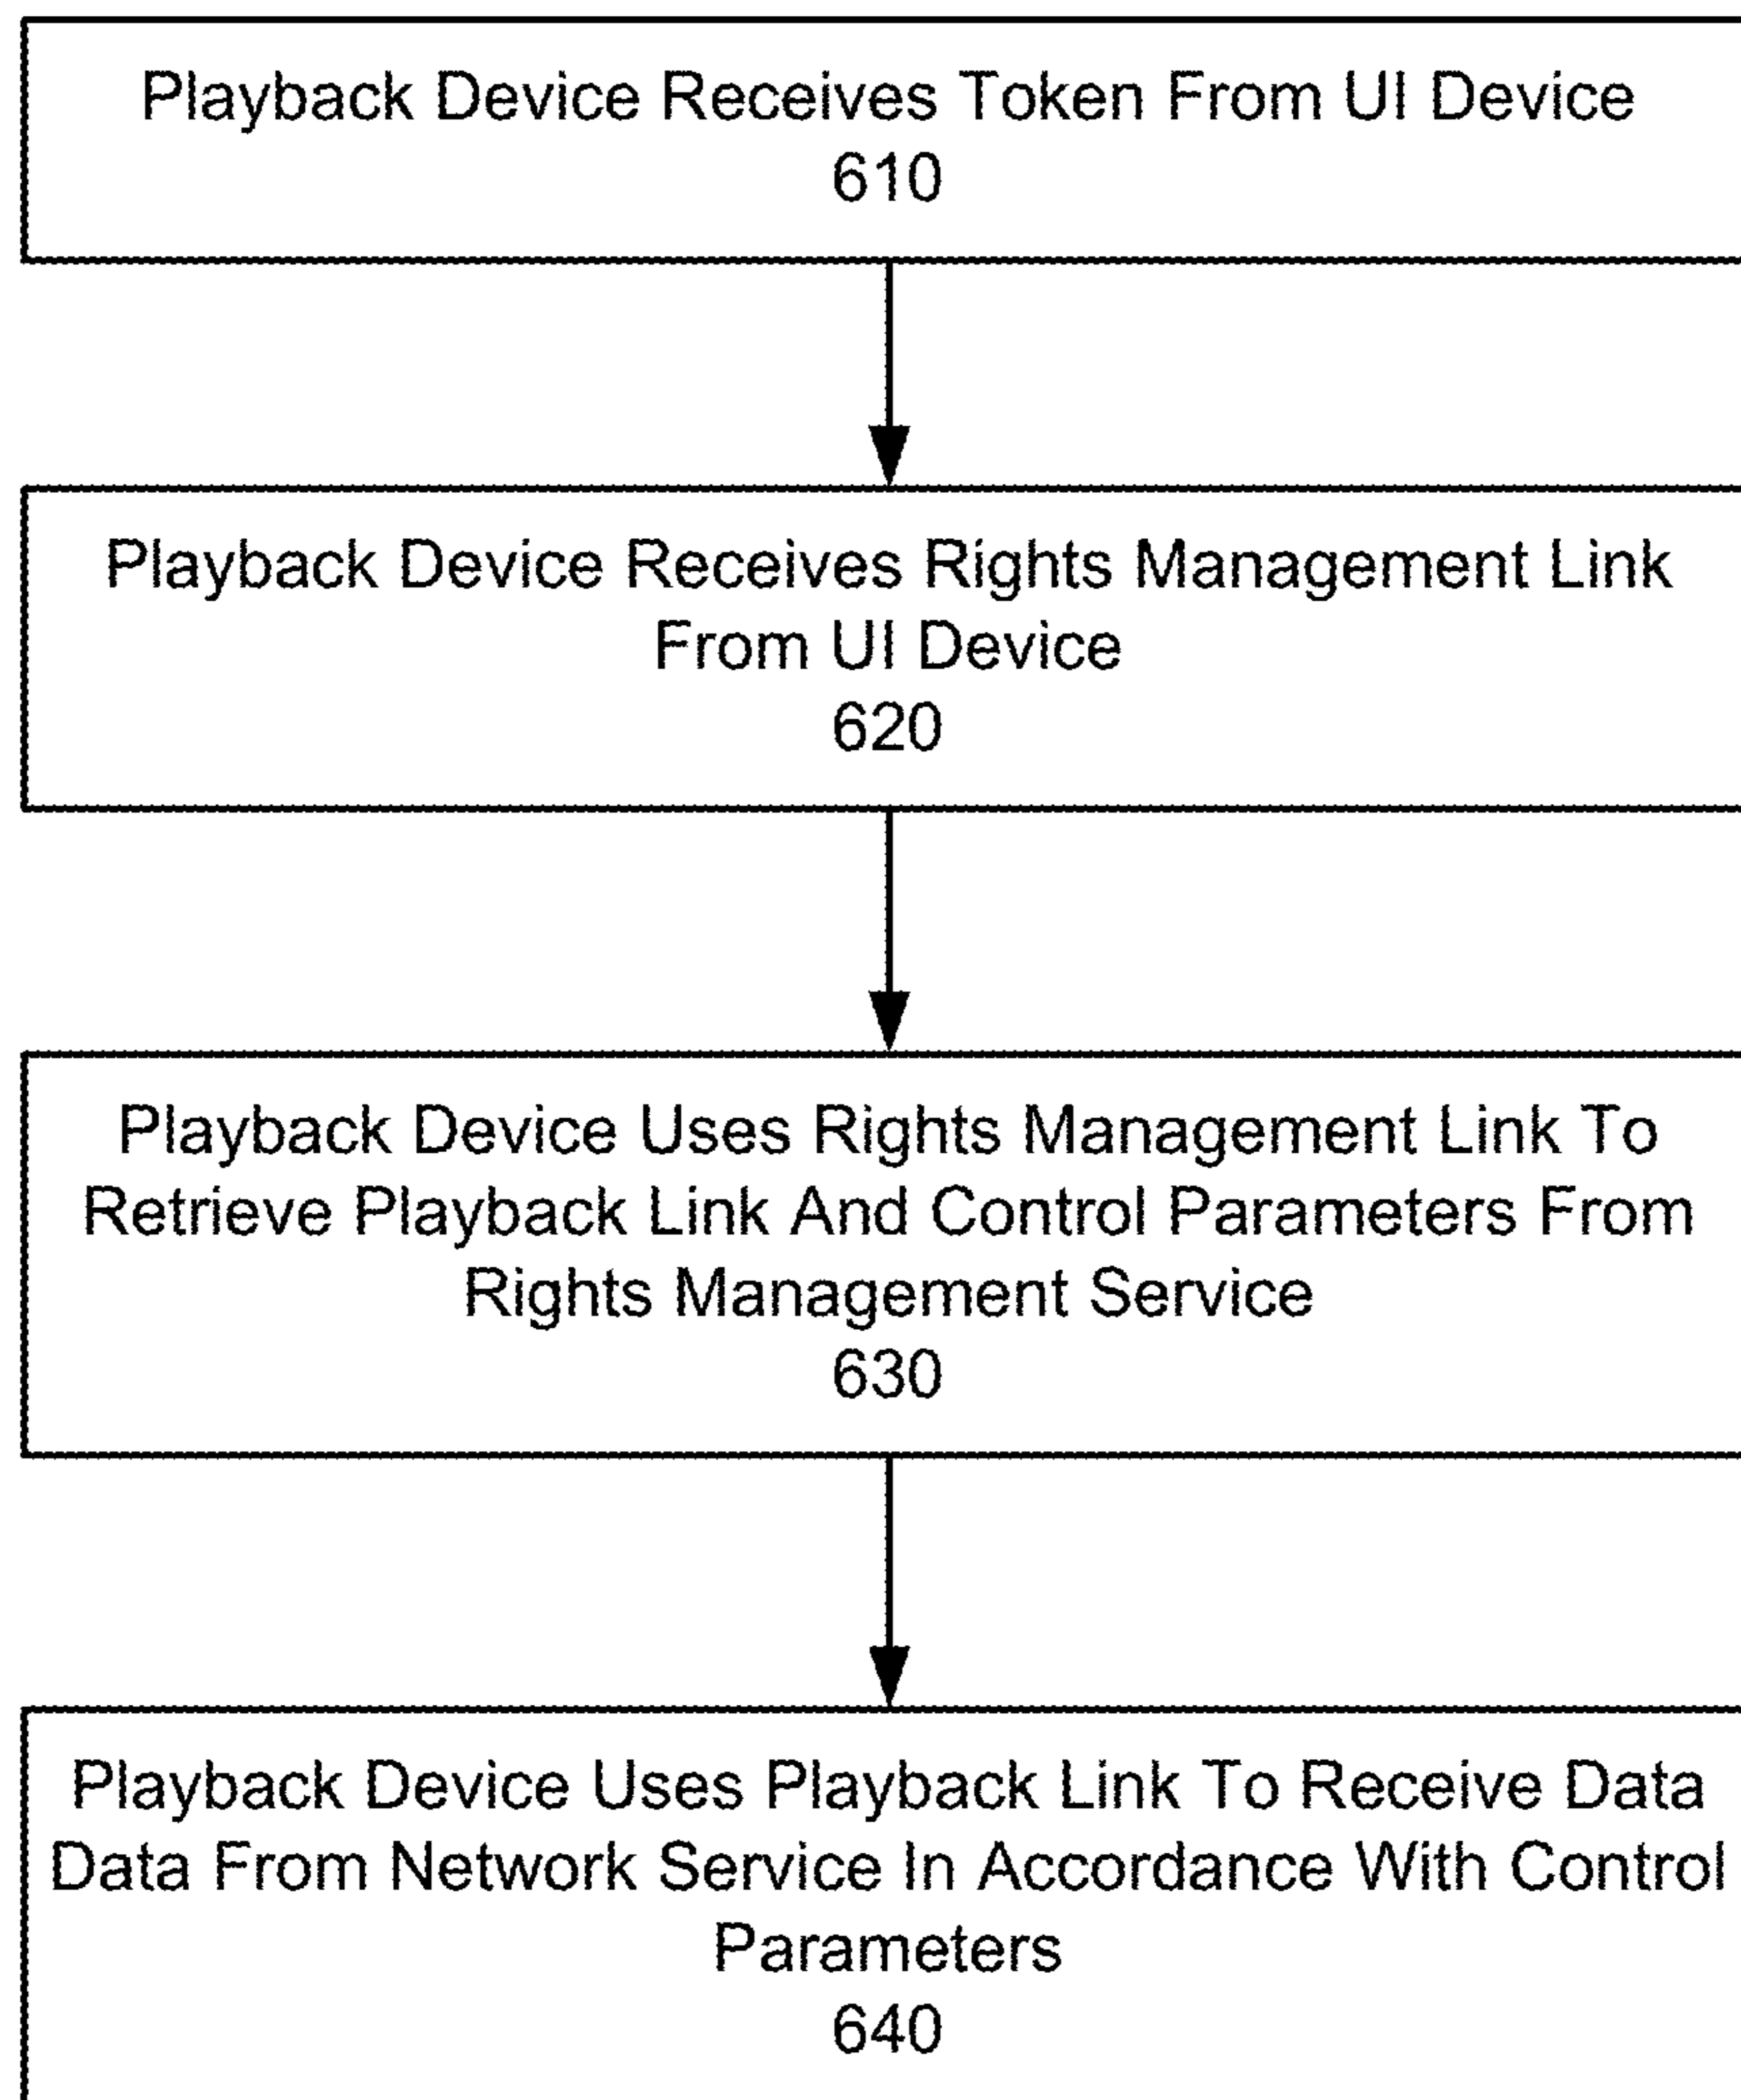 Playback Device Receives Token From UI Device
610
Playback Device Receives Rights Management Link
From UI Device
620
Playback Device Uses Rights Management Link To
Retrieve Playback Link And Control Parameters From
Rights Management Service
630
Playback Device Uses Playback Link To Receive Data
Data From Network Service In Accordance With Control
Parameters
640